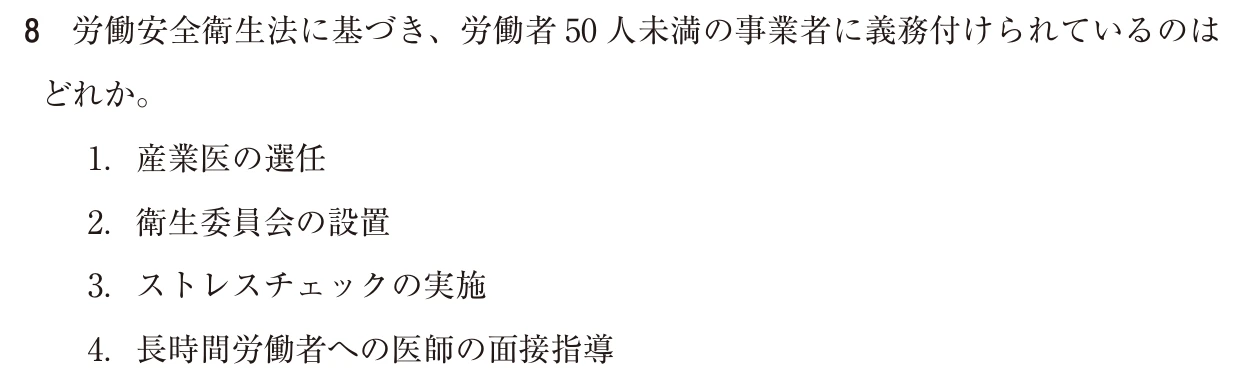 8 労働安全衛生法に基づき、労働者 50 人未満の事業者に義務付けられているのは
どれか。
1. 産業医の選任
2. 衛生委員会の設置
3. ストレスチェックの実施
4. 長時間労働者への医師の面接指導